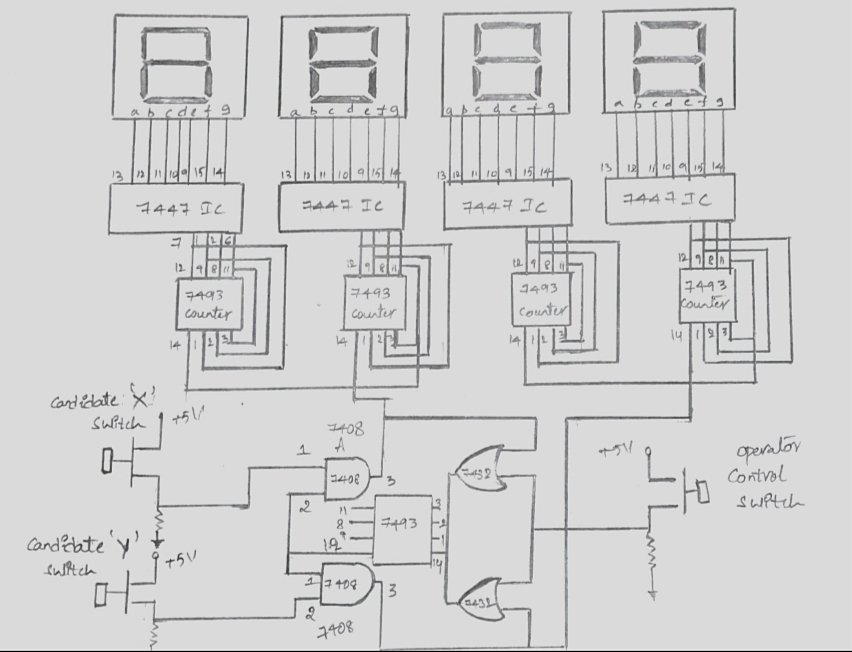 a b c d e f g
a b c d e f g
a b c d e f g
a b c d e f g
13 12 11 10 9 15 14
13 12 11 10 9 15 14
13 12 11 10 9 15 14
13 12 11 10 9 15 14
7447 IC
7447 IC
7447 IC
7447 IC
7 1 2 6
12 9 8 11
12 9 8 11
12 9 8 11
12 9 8 11
7493
counter
7493
counter
7493
counter
7493
counter
14 1 2 3
14 1 2 3
14 1 2 3
14 1 2 3
Candidate 'X'
Switch
+5V
7408
A
1
7408
3
2
7432
+5V
operator
Control
Switch
11
8
9
12
7493
3
2
1
14
Candidate 'Y'
Switch
+5V
1
7408
3
2
7408
7432